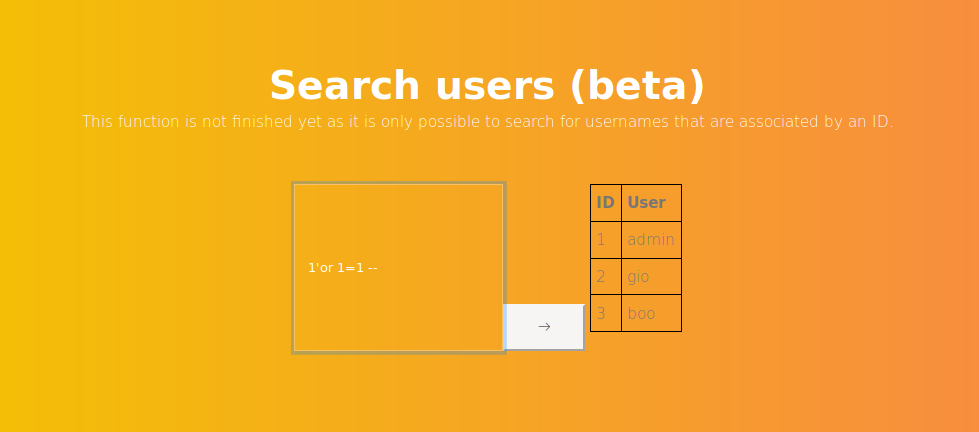 Search users (beta)
This function is not finished yet as it is only possible to search for usernames that are associated by an ID.
1'or 1=1 --
→
ID User
1 admin
2 gio
3 boo